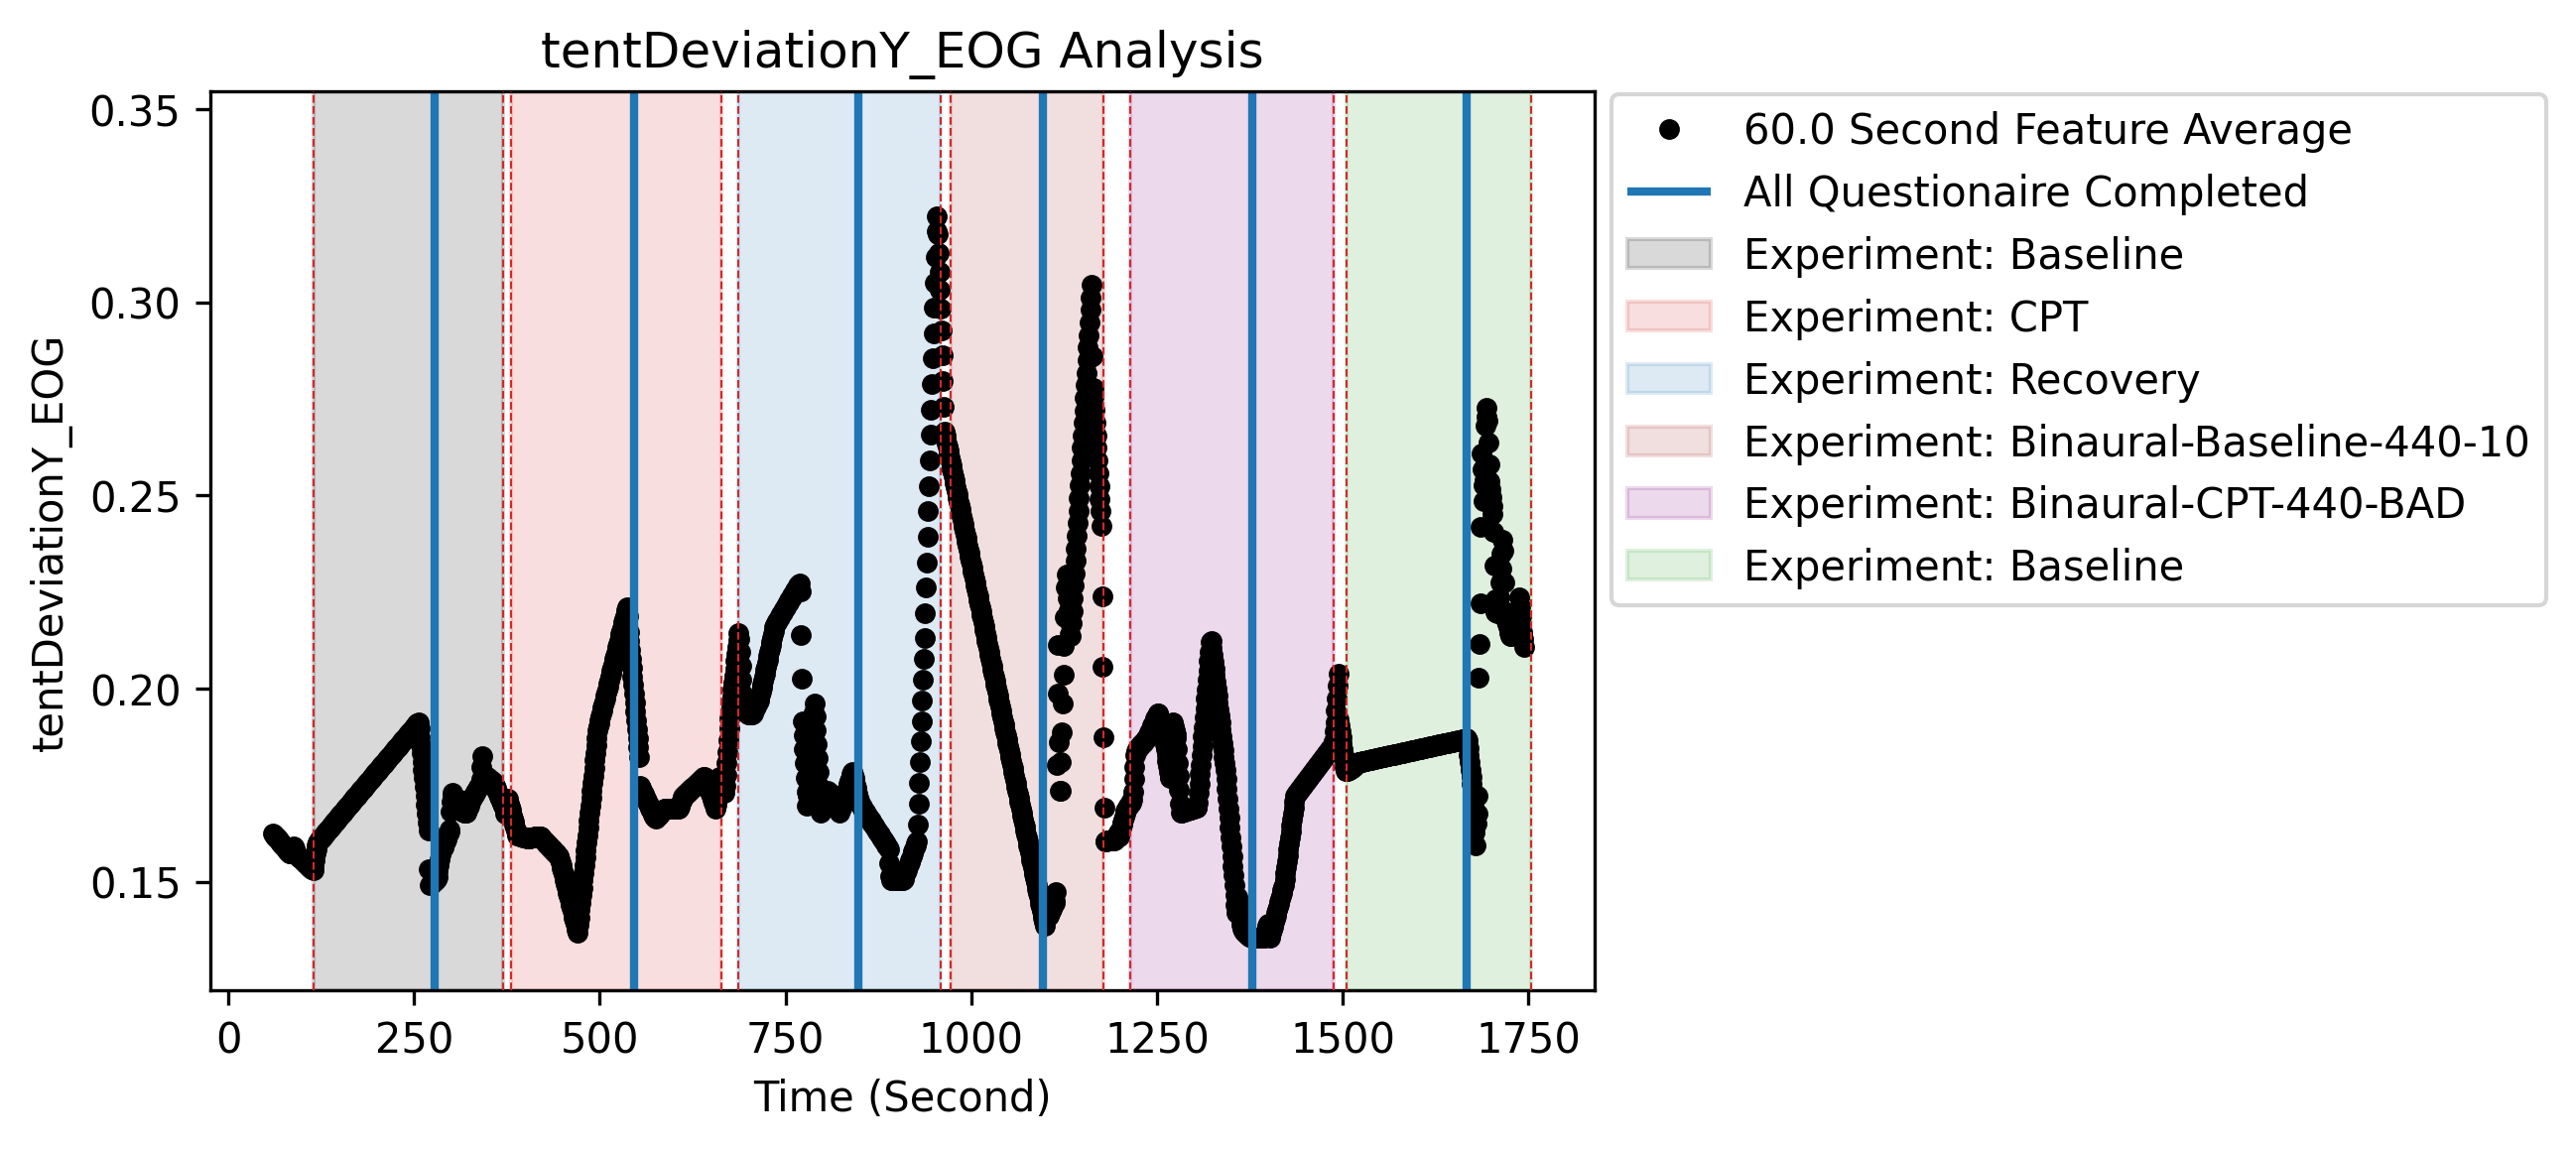 tentDeviationY_EOG Analysis
tentDeviationY_EOG
0.35
0.30
0.25
0.20
0.15
0 250 500 750 1000 1250 1500 1750
Time (Second)
60.0 Second Feature Average
All Questionaire Completed
Experiment: Baseline
Experiment: CPT
Experiment: Recovery
Experiment: Binaural-Baseline-440-10
Experiment: Binaural-CPT-440-BAD
Experiment: Baseline